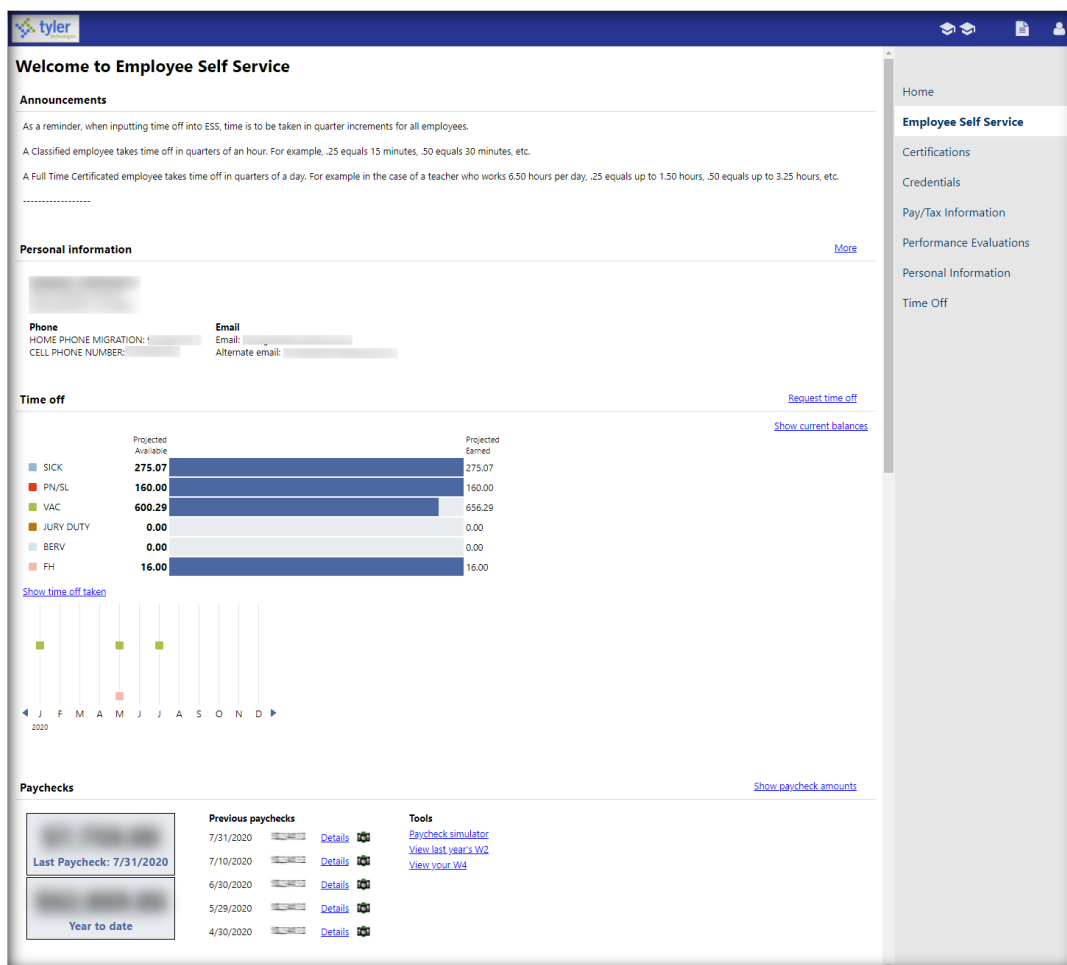 tyler
technologies
Welcome to Employee Self Service
Announcements
As a reminder, when inputting time off into ESS, time is to be taken in quarter increments for all employees.
A Classified employee takes time off in quarters of an hour. For example, .25 equals 15 minutes, .50 equals 30 minutes, etc.
A Full Time Certificated employee takes time off in quarters of a day. For example in the case of a teacher who works 6.50 hours per day, .25 equals up to 1.50 hours, .50 equals up to 3.25 hours, etc.
------------------
Personal information More
Phone Email
HOME PHONE MIGRATION: Email:
CELL PHONE NUMBER: Alternate email:
Time off Request time off
Show current balances
Projected Projected
Available Earned
SICK 275.07 275.07
PN/SL 160.00 160.00
VAC 600.29 656.29
JURY DUTY 0.00 0.00
BERV 0.00 0.00
FH 16.00 16.00
Show time off taken
J F M A M J J A S O N D
2020
Paychecks Show paycheck amounts
Last Paycheck: 7/31/2020
Year to date
Previous paychecks
7/31/2020 Details
7/10/2020 Details
6/30/2020 Details
5/29/2020 Details
4/30/2020 Details
Tools
Paycheck simulator
View last year's W2
View your W4
Home
Employee Self Service
Certifications
Credentials
Pay/Tax Information
Performance Evaluations
Personal Information
Time Off